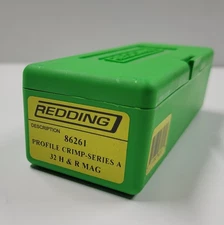 REDDING
DESCRIPTION
86261
PROFILE CRIMP-SERIES A
32 H & R MAG